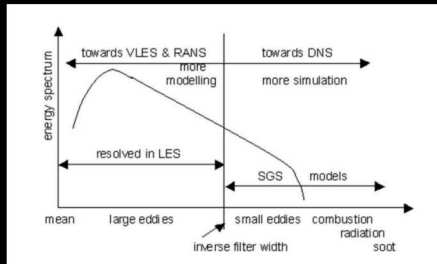 towards VLES & RANS
towards DNS
more
modelling
more simulation
energy spectrum
resolved in LES
SGS models
mean large eddies small eddies combustion
radiation
inverse filter width
soot